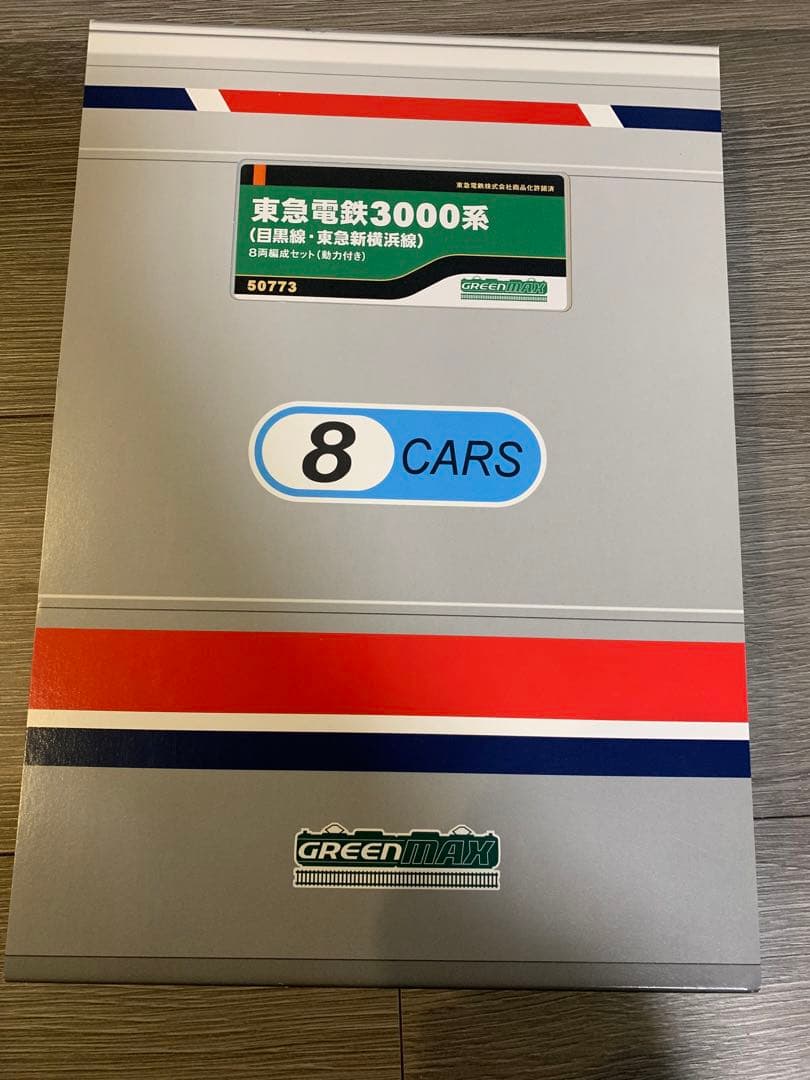 東急電鉄株式会社商品化許諾済
東急電鉄3000系
(目黒線・東急新横浜線)
8両編成セット(動力付き)
50773
GREENMAX
8 CARS
GREENMAX